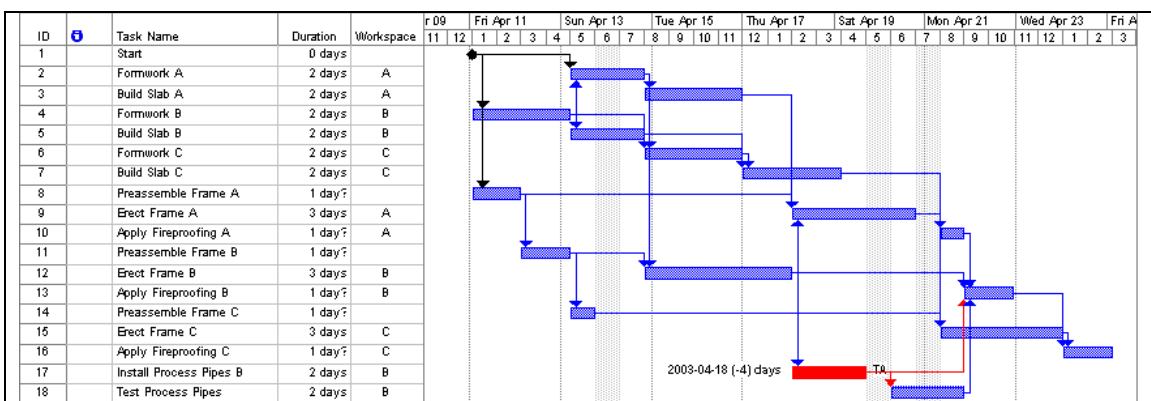 r 09 Fri Apr 11 Sun Apr 13 Tue Apr 15 Thu Apr 17 Sat Apr 19 Mon Apr 21 Wed Apr 23 Fri A
ID Task Name Duration Workspace 11 12 1 2 3 4 5 6 7 8 9 10 11 12 1 2 3 4 5 6 7 8 9 10 11 12 1 2 3
1 Start 0 days
2 Formwork A 2 days A
3 Build Slab A 2 days A
4 Formwork B 2 days B
5 Build Slab B 2 days B
6 Formwork C 2 days C
7 Build Slab C 2 days C
8 Preassemble Frame A 1 day?
9 Erect Frame A 3 days A
10 Apply Fireproofing A 1 day? A
11 Preassemble Frame B 1 day?
12 Erect Frame B 3 days B
13 Apply Fireproofing B 1 day? B
14 Preassemble Frame C 1 day?
15 Erect Frame C 3 days C
16 Apply Fireproofing C 1 day? C
17 Install Process Pipes B 2 days B 2003-04-18 (-4) days TA
18 Test Process Pipes 2 days B